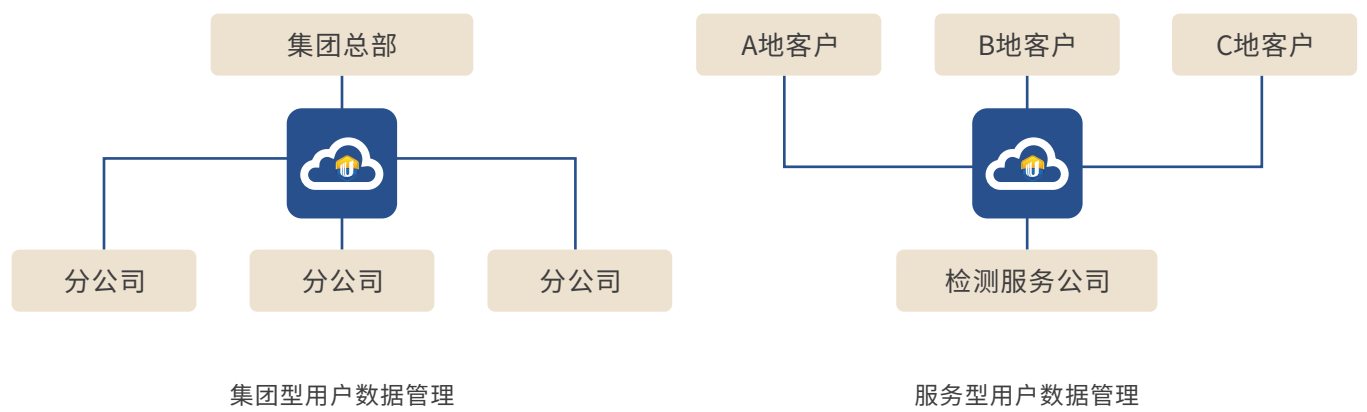 集团总部
分公司
分公司
分公司
集团型用户数据管理
A地客户
B地客户
C地客户
检测服务公司
服务型用户数据管理